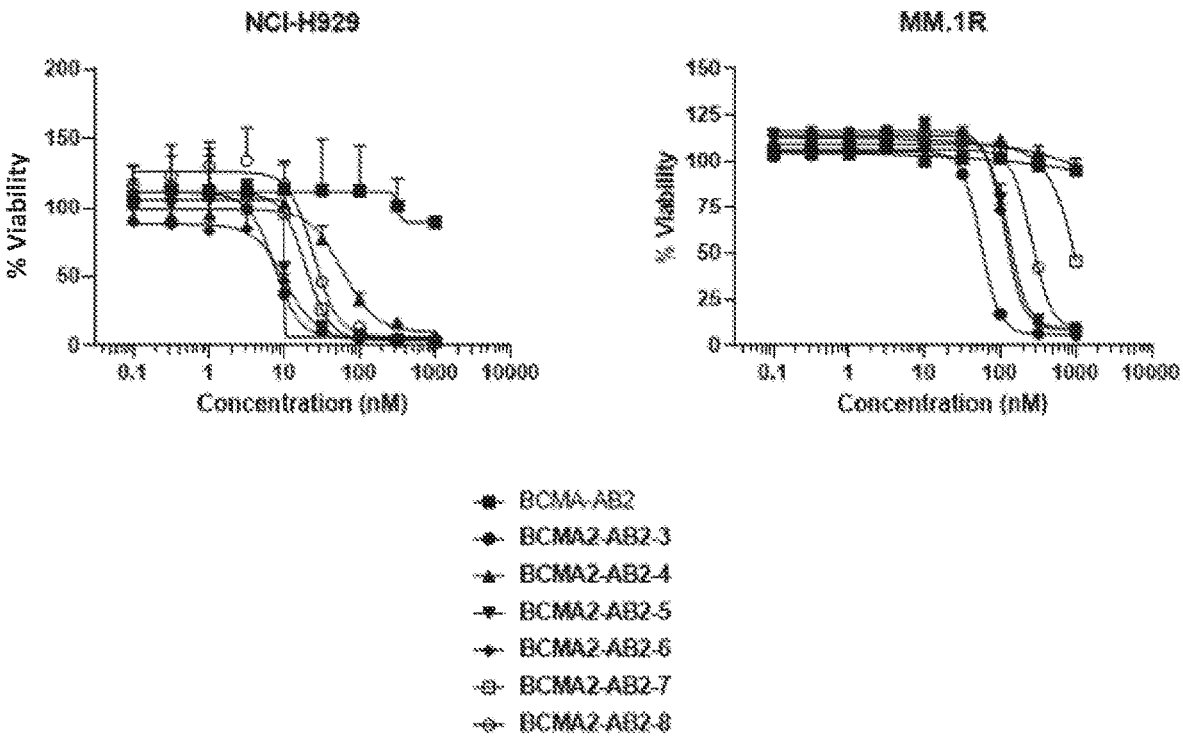 NCI-H929
MM.1R
200
150
100
50
0
% Viability
0.1 1 10 100 1000 10000
Concentration (nM)
150
125
100
75
50
25
0
% Viability
0.1 1 10 100 1000 10000
Concentration (nM)
BCMA-AB2
BCMA2-AB2-3
BCMA2-AB2-4
BCMA2-AB2-5
BCMA2-AB2-6
BCMA2-AB2-7
BCMA2-AB2-8